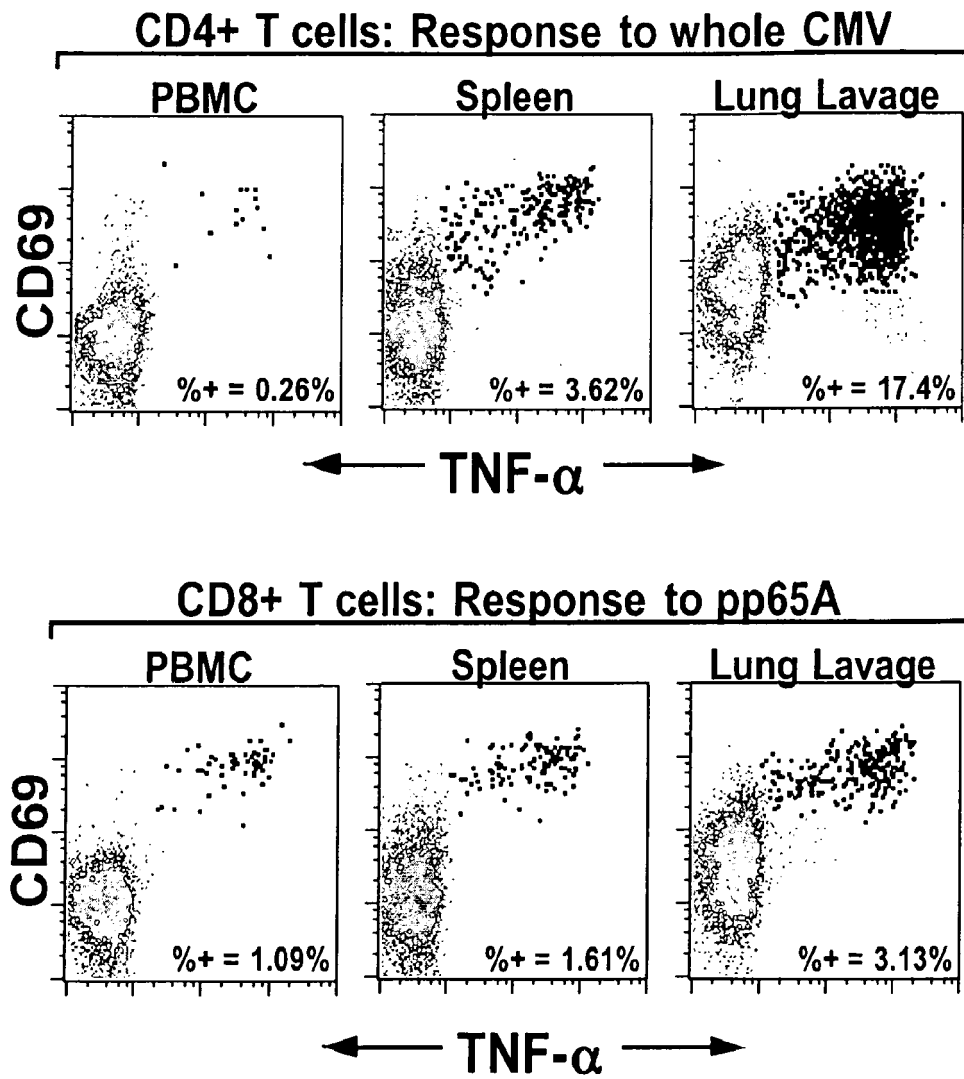 CD4+ T cells: Response to whole CMV
PBMC
Spleen
Lung Lavage
CD69
%+ = 0.26%
%+ = 3.62%
%+ = 17.4%
TNF-α
CD8+ T cells: Response to pp65A
PBMC
Spleen
Lung Lavage
CD69
%+ = 1.09%
%+ = 1.61%
%+ = 3.13%
TNF-α